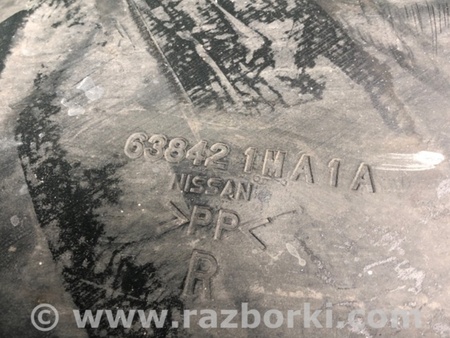 63842 1MA1A
NISSAN
>PP<
R
© www.razborki.com